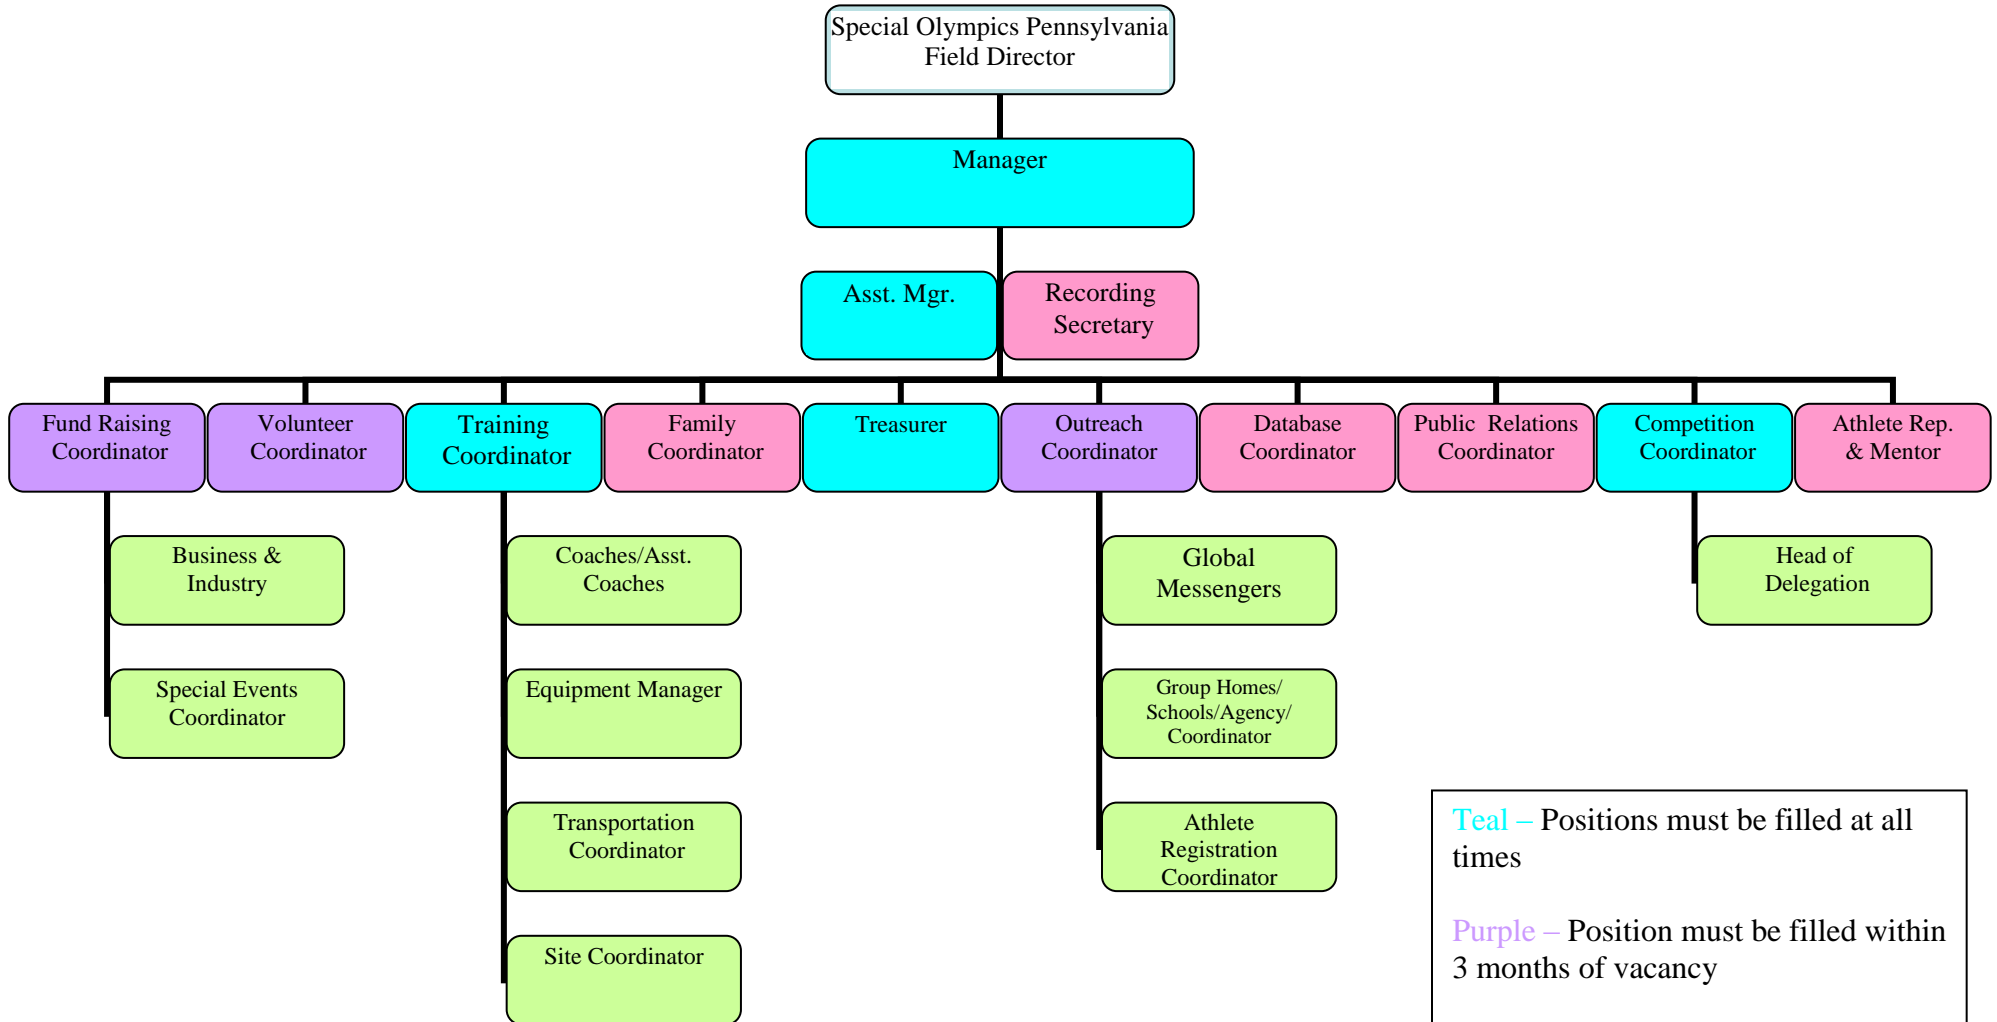 Special Olympics Pennsylvania
Field Director
Manager
Asst. Mgr.
Recording
Secretary
Fund Raising
Coordinator
Volunteer
Coordinator
Training
Coordinator
Family
Coordinator
Treasurer
Outreach
Coordinator
Database
Coordinator
Public Relations
Coordinator
Competition
Coordinator
Athlete Rep.
& Mentor
Business &
Industry
Coaches/Asst.
Coaches
Global
Messengers
Head of
Delegation
Special Events
Coordinator
Equipment Manager
Group Homes/
Schools/Agency/
Coordinator
Transportation
Coordinator
Athlete
Registration
Coordinator
Site Coordinator
Teal – Positions must be filled at all
times
Purple – Position must be filled within
3 months of vacancy